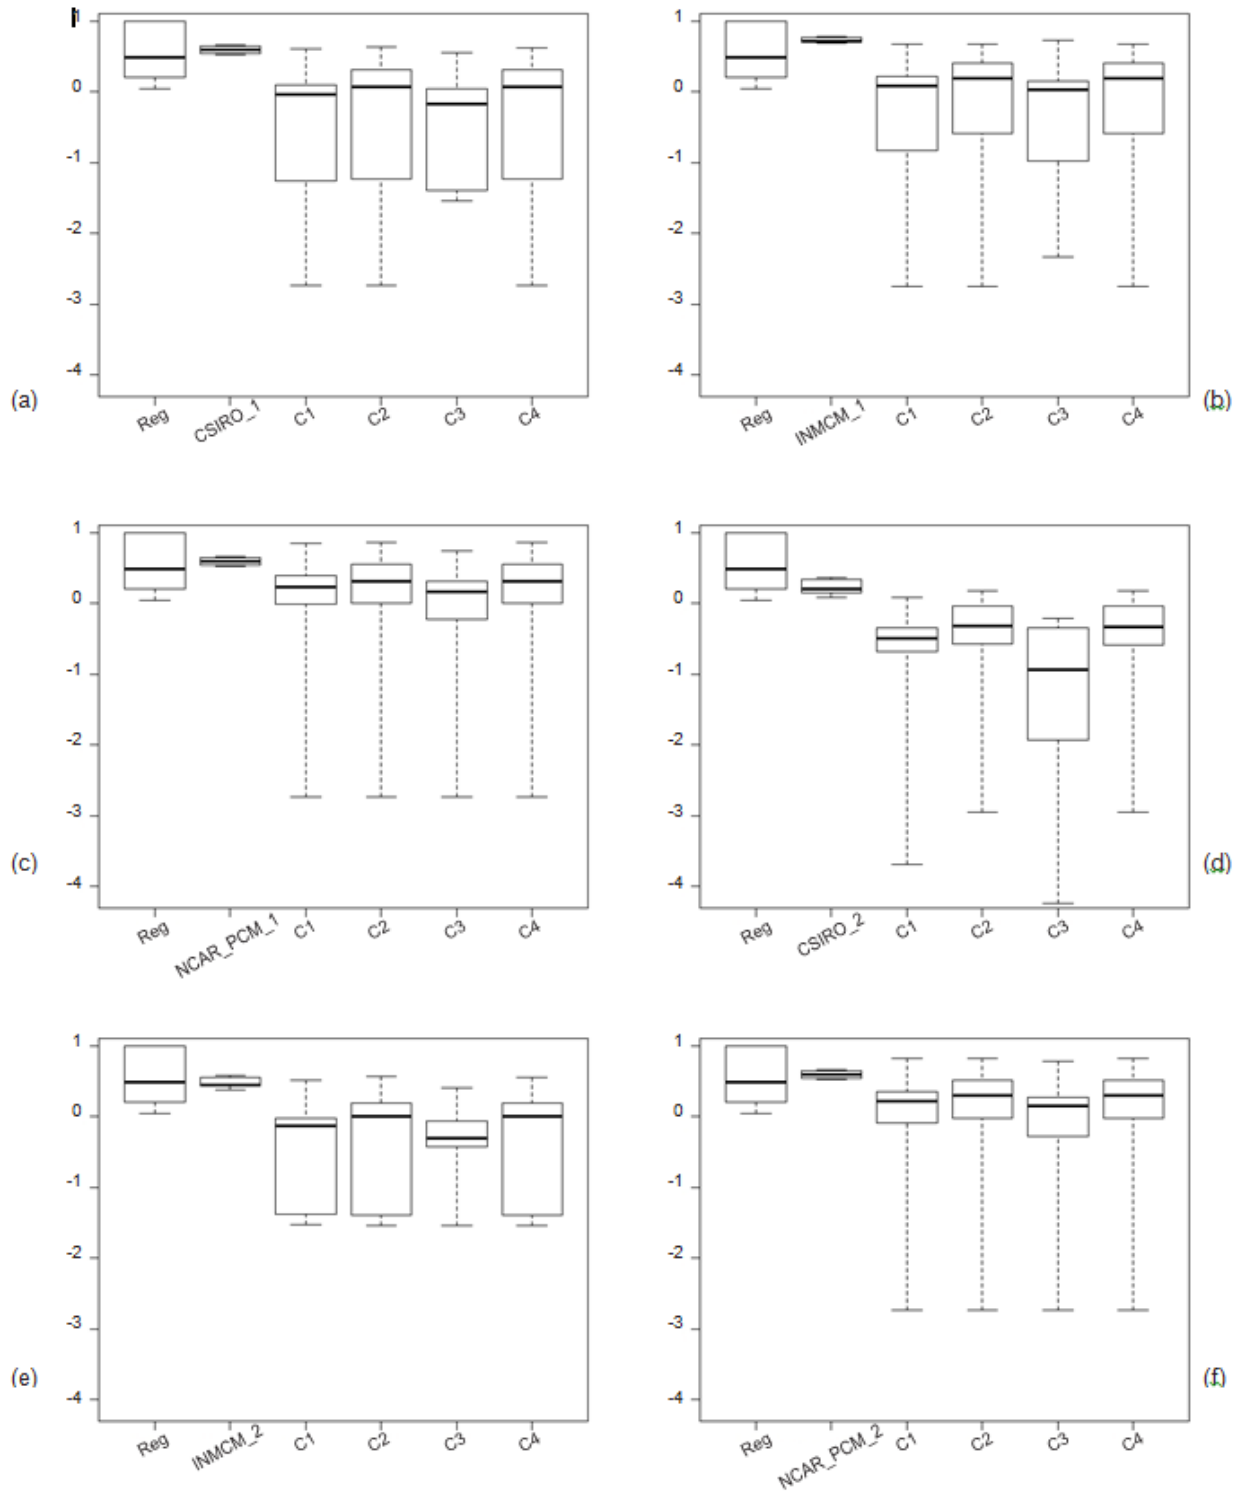 1
0
-1
-2
-3
-4
(a)
Reg
CSIRO_1
C1
C2
C3
C4
1
0
-1
-2
-3
-4
(b)
Reg
INMCM_1
C1
C2
C3
C4
1
0
-1
-2
-3
-4
(c)
Reg
NCAR_PCM_1
C1
C2
C3
C4
1
0
-1
-2
-3
-4
(d)
Reg
CSIRO_2
C1
C2
C3
C4
1
0
-1
-2
-3
-4
(e)
Reg
INMCM_2
C1
C2
C3
C4
1
0
-1
-2
-3
-4
(f)
Reg
NCAR_PCM_2
C1
C2
C3
C4